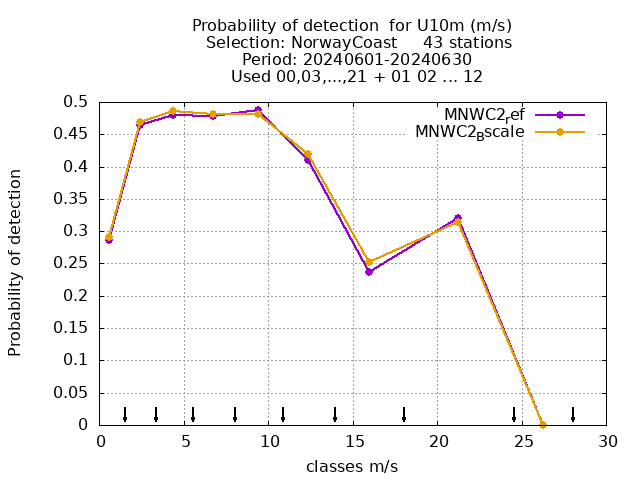 Probability of detection  for U10m (m/s)
Selection: NorwayCoast     43 stations
Period: 20240601-20240630
Used 00,03,...,21 + 01 02 ... 12
MNWC2ref
MNWC2Bscale
Probability of detection
0.5
0.45
0.4
0.35
0.3
0.25
0.2
0.15
0.1
0.05
0
0 5 10 15 20 25 30
classes m/s